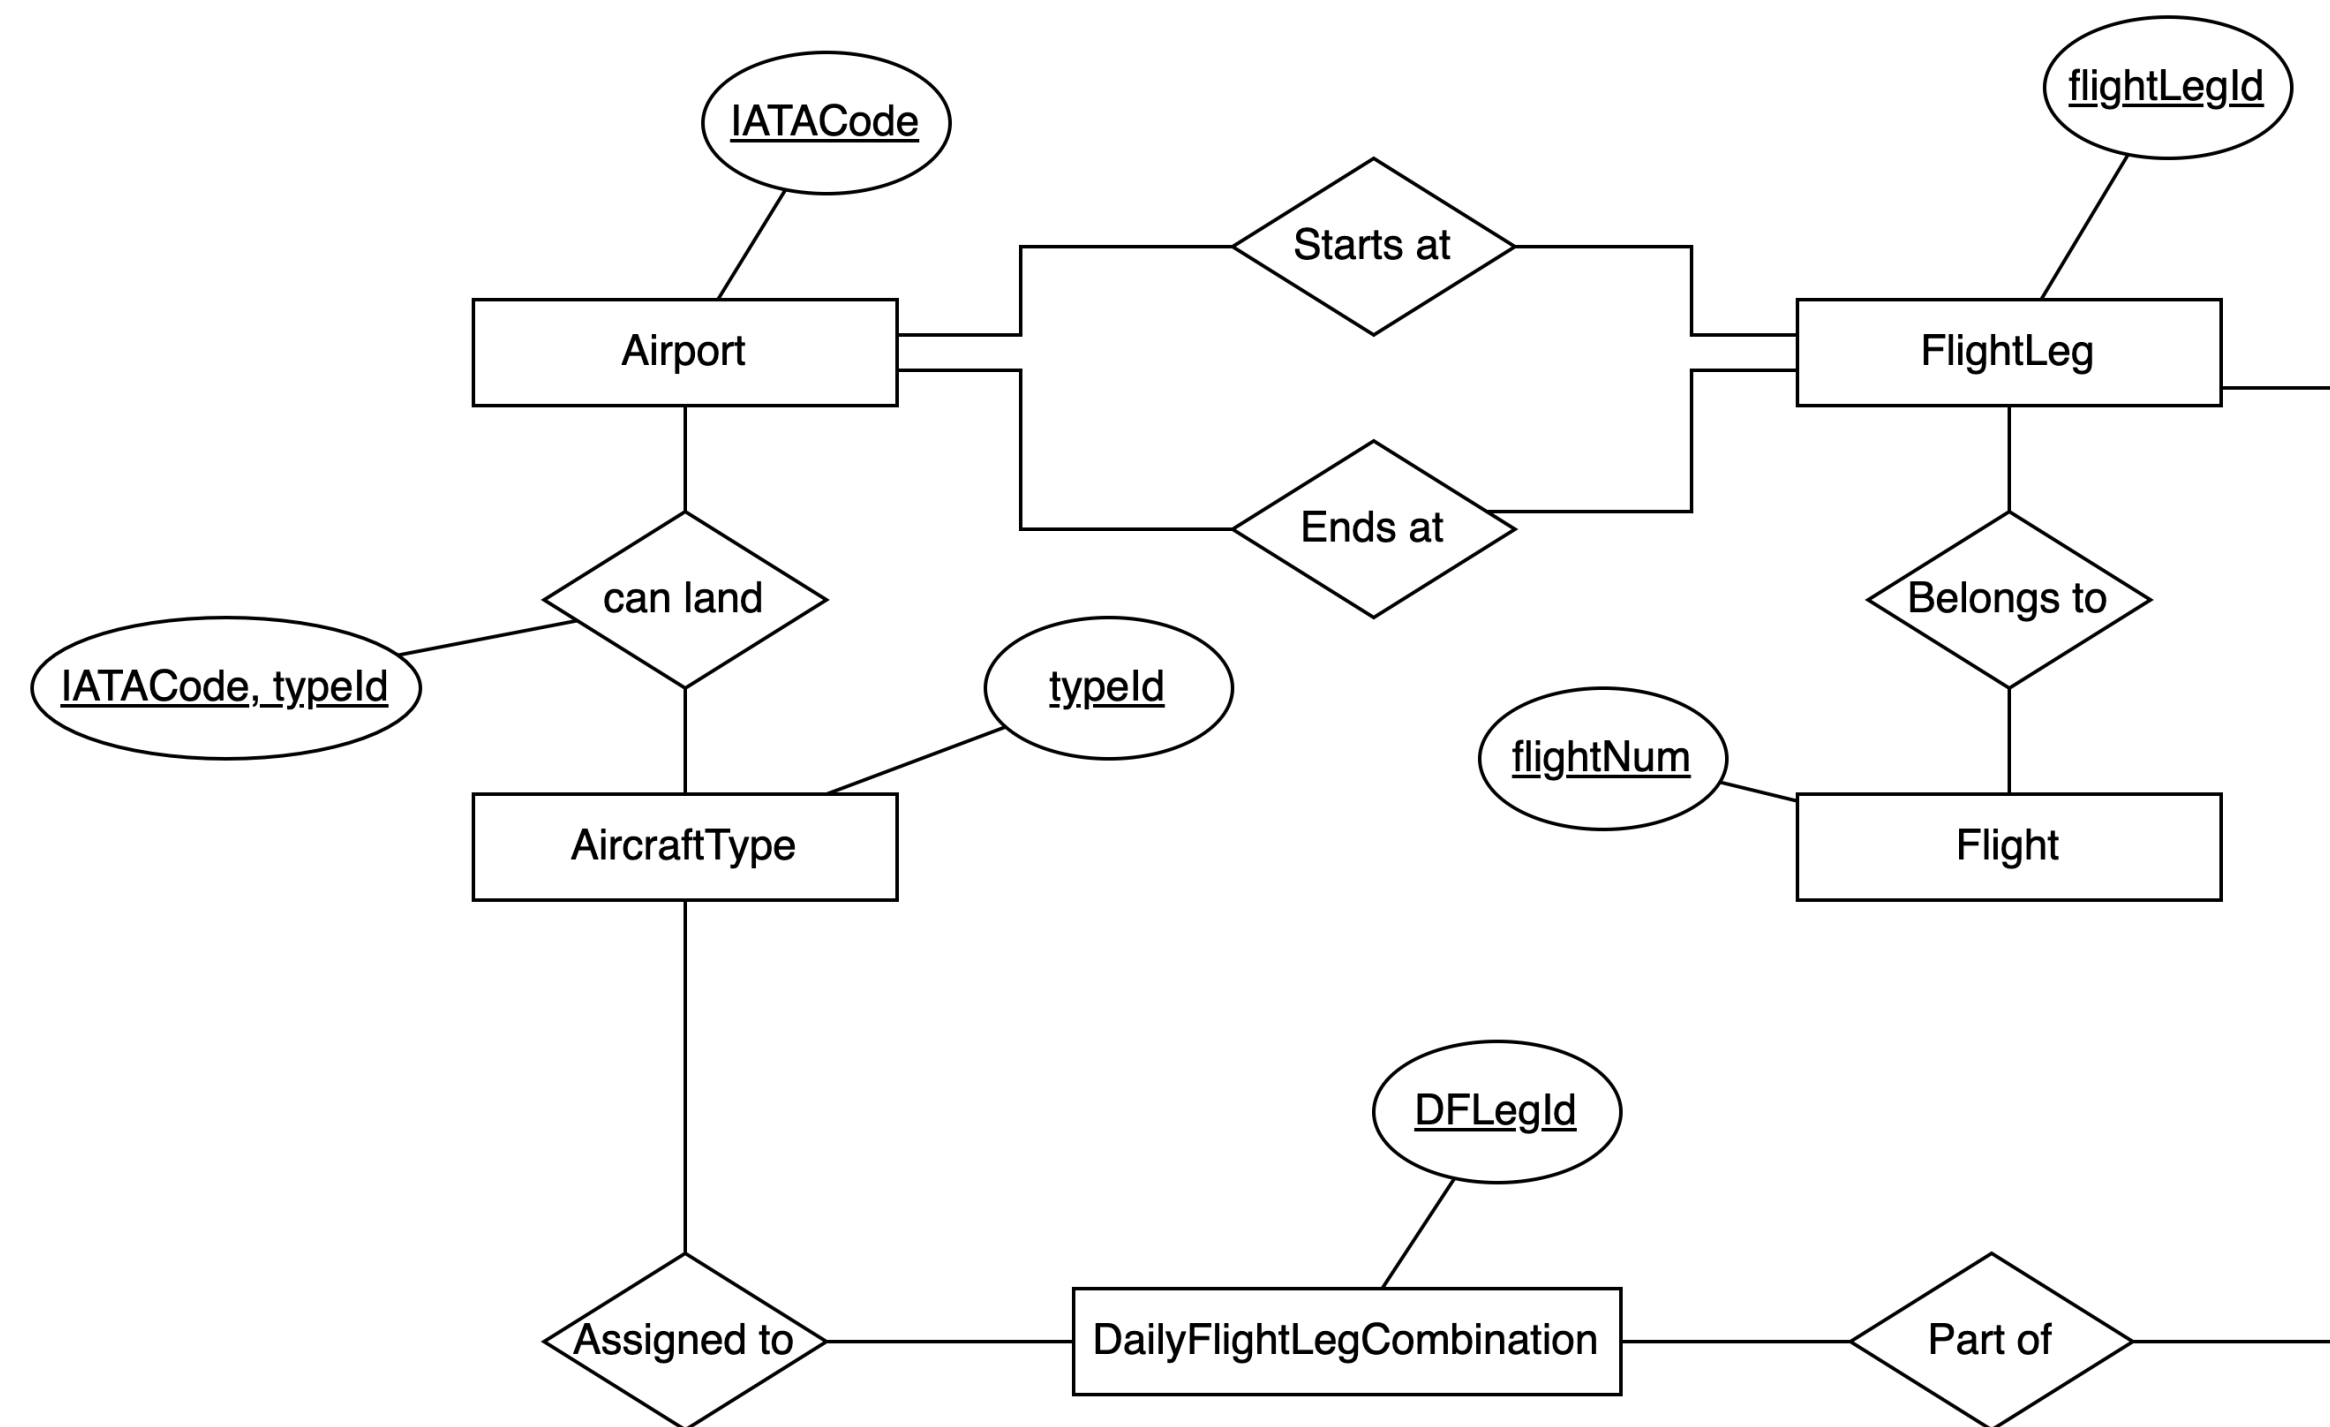 flightLegId
IATACode
Starts at
Airport
FlightLeg
Ends at
can land
Belongs to
IATACode, typeId
typeId
flightNum
AircraftType
Flight
DFLegId
Assigned to
DailyFlightLegCombination
Part of